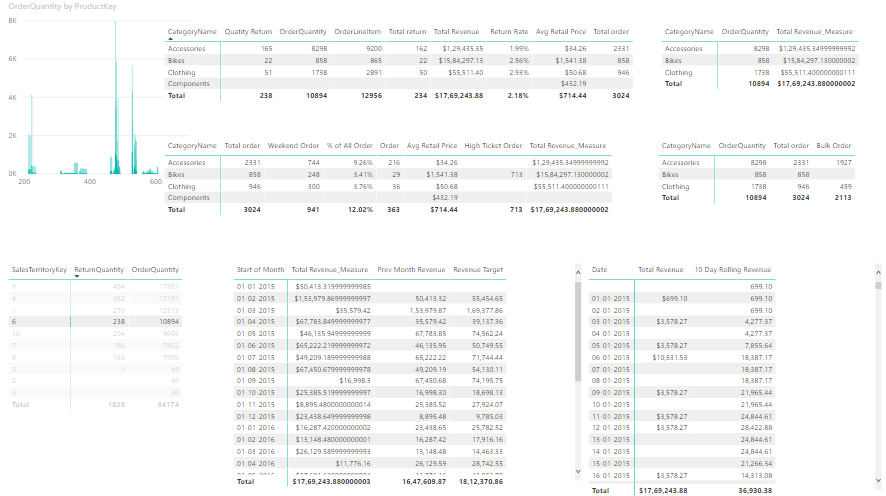 OrderQuantity by ProductKey
8K
6K
4K
2K
0K
200 400 600
CategoryName Quatity Return OrderQuantity OrderLineItem Total return Total Revenue Return Rate Avg Retail Price Total order
Accessories 165 8298 9200 162 $1,29,435.35 1.99% $34.26 2331
Bikes 22 858 865 22 $15,84,297.13 2.56% $1,541.38 858
Clothing 51 1738 2891 50 $55,511.40 2.93% $50.68 946
Components $432.19
Total 238 10894 12956 234 $17,69,243.88 2.18% $714.44 3024
CategoryName OrderQuantity Total Revenue_Measure
Accessories 8298 $1,29,435.34999999992
Bikes 858 $15,84,297.130000002
Clothing 1738 $55,511.400000000111
Total 10894 $17,69,243.880000002
CategoryName Total order Weekend Order % of All Order Order Avg Retail Price High Ticket Order Total Revenue_Measure
Accessories 2331 744 9.26% 216 $34.26 $1,29,435.34999999992
Bikes 858 248 3.41% 29 $1,541.38 713 $15,84,297.130000002
Clothing 946 300 3.76% 36 $50.68 $55,511.400000000111
Components $432.19
Total 3024 941 12.02% 363 $714.44 713 $17,69,243.880000002
CategoryName OrderQuantity Total order Bulk Order
Accessories 8298 2331 1927
Bikes 858 858
Clothing 1738 946 459
Total 10894 3024 2113
SalesTerritoryKey ReturnQuantity OrderQuantity
9 404 17951
4 362 17191
1 270 12513
6 238 10894
10 204 9694
7 186 7862
8 163 7950
5 1 49
2 40
3 30
Total 1828 84174
Start of Month Total Revenue_Measure Prev Month Revenue Revenue Target
01-01-2015 $50,413.319999999985
01-02-2015 $1,53,979.86999999997 50,413.32 55,454.65
01-03-2015 $35,579.42 1,53,979.87 1,69,377.86
01-04-2015 $67,783.849999999977 35,579.42 39,137.36
01-05-2015 $46,135.94999999999 67,783.85 74,562.24
01-06-2015 $65,222.219999999972 46,135.95 50,749.55
01-07-2015 $49,209.189999999988 65,222.22 71,744.44
01-08-2015 $67,450.679999999978 49,209.19 54,130.11
01-09-2015 $16,998.3 67,450.68 74,195.75
01-10-2015 $25,385.519999999997 16,998.30 18,698.13
01-11-2015 $8,895.4800000000014 25,385.52 27,924.07
01-12-2015 $23,438.649999999998 8,895.48 9,785.03
01-01-2016 $16,287.420000000002 23,438.65 25,782.52
01-02-2016 $13,148.480000000001 16,287.42 17,916.16
01-03-2016 $26,129.589999999993 13,148.48 14,463.33
01-04-2016 $11,776.16 26,129.59 28,742.55
Total $17,69,243.880000003 16,47,609.87 18,12,370.86
Date Total Revenue 10 Day Rolling Revenue
699.10
01 01 2015 $699.10 699.10
02 01 2015 699.10
03 01 2015 $3,578.27 4,277.37
04 01 2015 4,277.37
05 01 2015 $3,578.27 7,855.64
06 01 2015 $10,531.53 18,387.17
07 01 2015 18,387.17
08 01 2015 18,387.17
09 01 2015 $3,578.27 21,965.44
10 01 2015 21,965.44
11 01 2015 $3,578.27 24,844.61
12 01 2015 $3,578.27 28,422.88
13 01 2015 24,844.61
14 01 2015 24,844.61
15 01 2015 21,266.34
16 01 2015 $3,578.27 14,313.08
Total $17,69,243.88 36,930.38